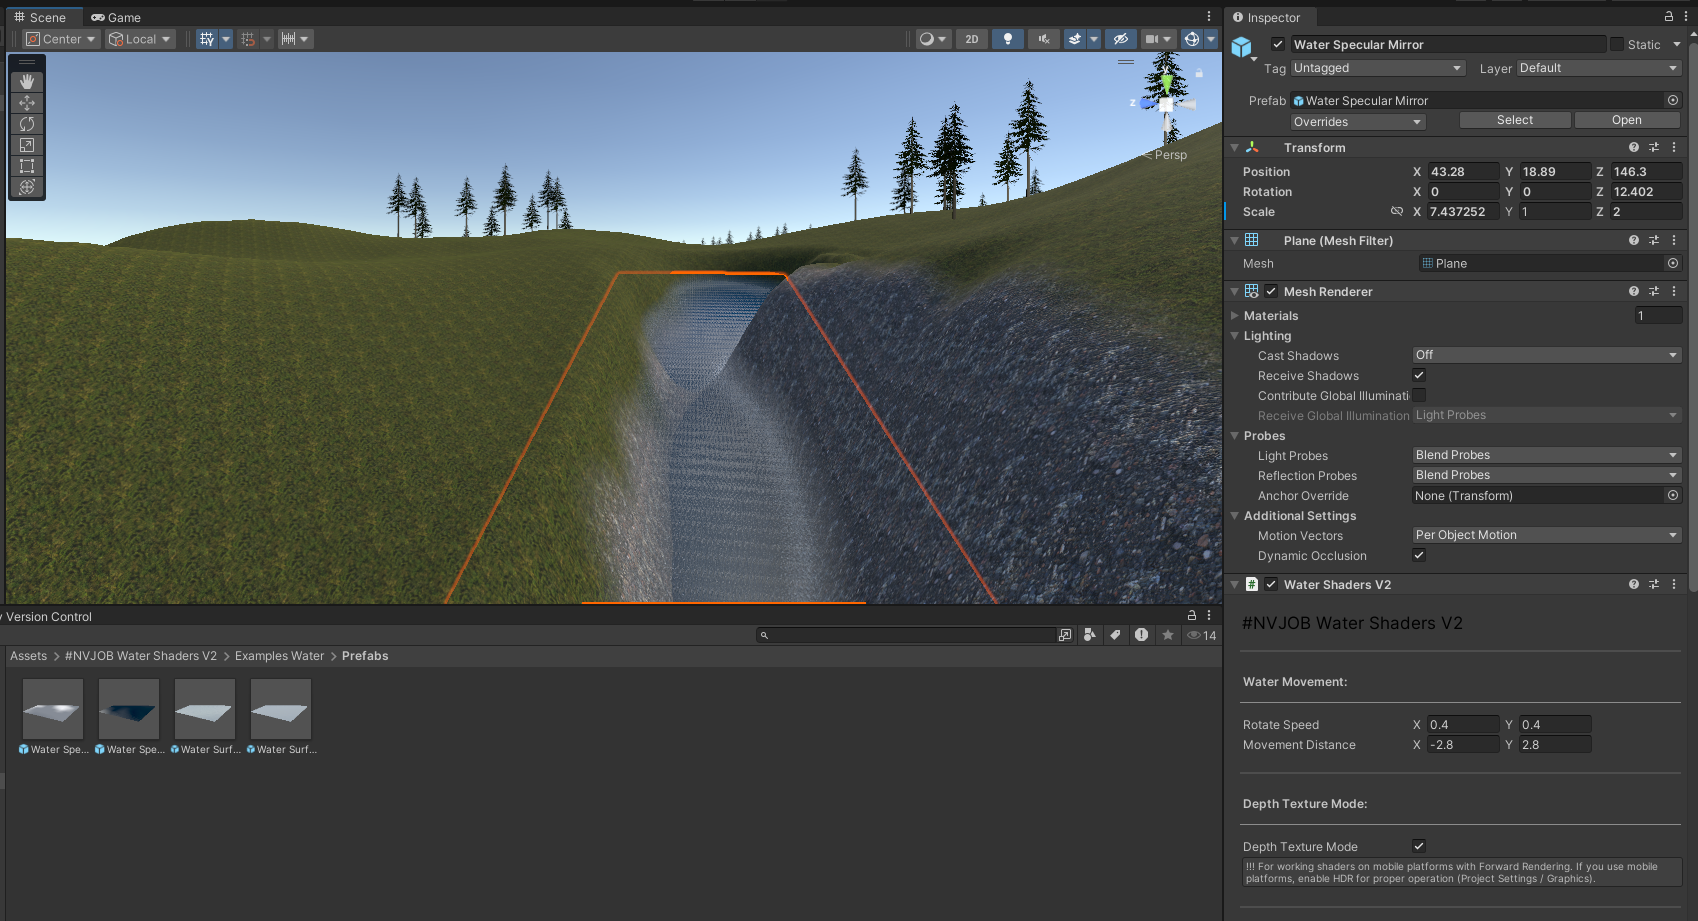 Scene
Game
Inspector
Center
Local
2D
Water Specular Mirror
Static
Tag Untagged
Layer Default
Prefab Water Specular Mirror
Overrides
Select
Open
z
Persp
Transform
Position X 43.28 Y 18.89 Z 146.3
Rotation X 0 Y 0 Z 12.402
Scale X 7.437252 Y 1 Z 2
Plane (Mesh Filter)
Mesh Plane
Mesh Renderer
Materials 1
Lighting
Cast Shadows Off
Receive Shadows
Contribute Global Illuminati
Receive Global Illumination Light Probes
Probes
Light Probes Blend Probes
Reflection Probes Blend Probes
Anchor Override None (Transform)
Additional Settings
Motion Vectors Per Object Motion
Dynamic Occlusion
# Water Shaders V2
#NVJOB Water Shaders V2
Water Movement:
Rotate Speed X 0.4 Y 0.4
Movement Distance X -2.8 Y 2.8
Depth Texture Mode:
Depth Texture Mode
!!! For working shaders on mobile platforms with Forward Rendering. If you use mobile
platforms, enable HDR for proper operation (Project Settings / Graphics).
y Version Control
14
Assets > #NVJOB Water Shaders V2 > Examples Water > Prefabs
Water Spe...
Water Spe...
Water Surf...
Water Surf...